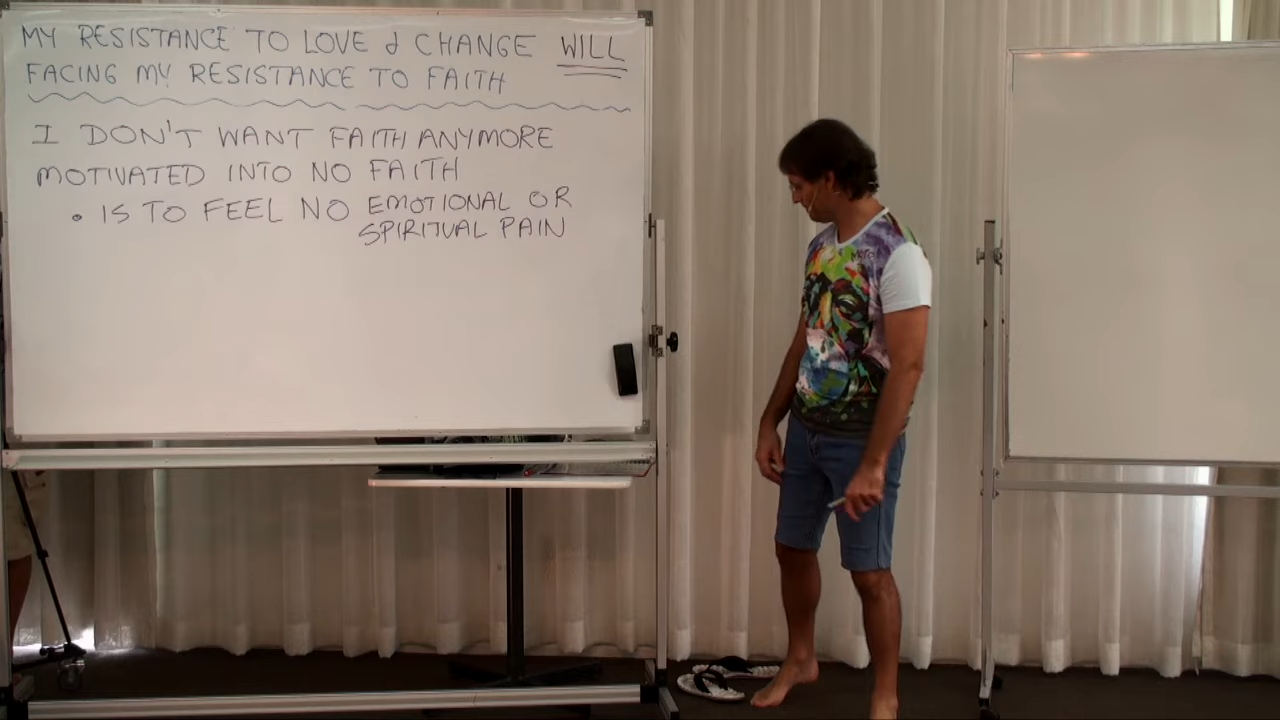 MY RESISTANCE TO LOVE & CHANGE WILL
FACING MY RESISTANCE TO FAITH
I DON'T WANT FAITH ANYMORE
MOTIVATED INTO NO FAITH
• IS TO FEEL NO EMOTIONAL OR
SPIRITUAL PAIN